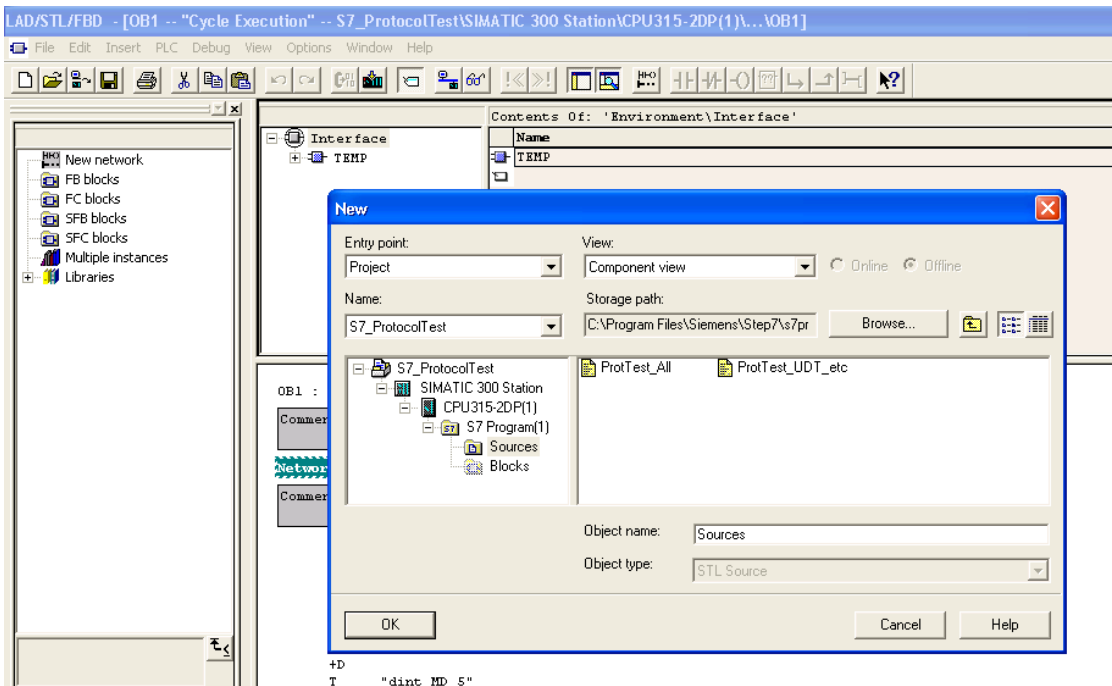 LAD/STL/FBD - [OB1 -- "Cycle Execution" -- S7_ProtocolTest\SIMATIC 300 Station\CPU315-2DP(1)\...\OB1]
File Edit Insert PLC Debug View Options Window Help
New network
FB blocks
FC blocks
SFB blocks
SFC blocks
Multiple instances
Libraries
Interface
TEMP
Contents Of: 'Environment\Interface'
Name
TEMP
OB1 :
Commen
Networ
Commen
New
Entry point:
Project
View:
Component view
Online Offline
Name:
S7_ProtocolTest
Storage path:
C:\Program Files\Siemens\Step7\s7pr
Browse...
S7_ProtocolTest
SIMATIC 300 Station
CPU315-2DP(1)
S7 Program(1)
Sources
Blocks
ProtTest_All ProtTest_UDT_etc
Object name:
Sources
Object type:
STL Source
OK
Cancel
Help
+D
T "dint MD 5"